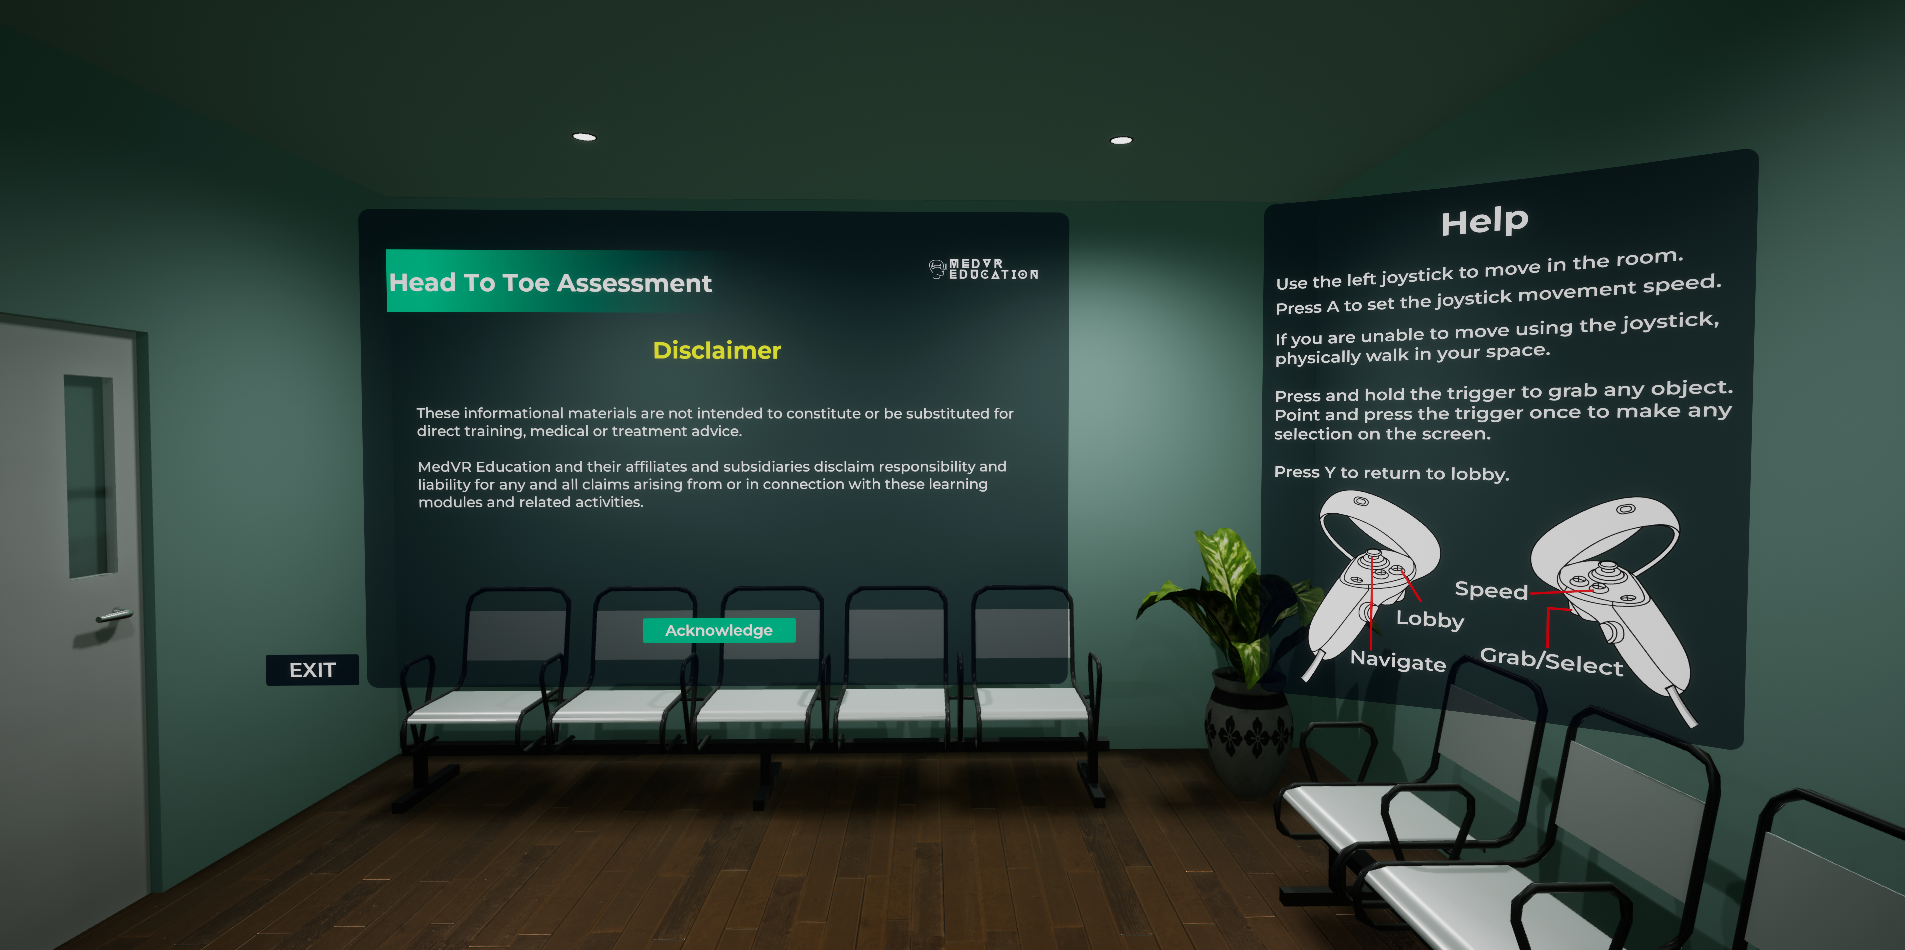 Head To Toe Assessment
MEDVR
EDUCATION
Disclaimer
These informational materials are not intended to constitute or be substituted for
direct training, medical or treatment advice.
MedVR Education and their affiliates and subsidiaries disclaim responsibility and
liability for any and all claims arising from or in connection with these learning
modules and related activities.
Acknowledge
EXIT
Help
Use the left joystick to move in the room.
Press A to set the joystick movement speed.
If you are unable to move using the joystick,
physically walk in your space.
Press and hold the trigger to grab any object.
Point and press the trigger once to make any
selection on the screen.
Press Y to return to lobby.
Speed
Lobby
Navigate
Grab/Select